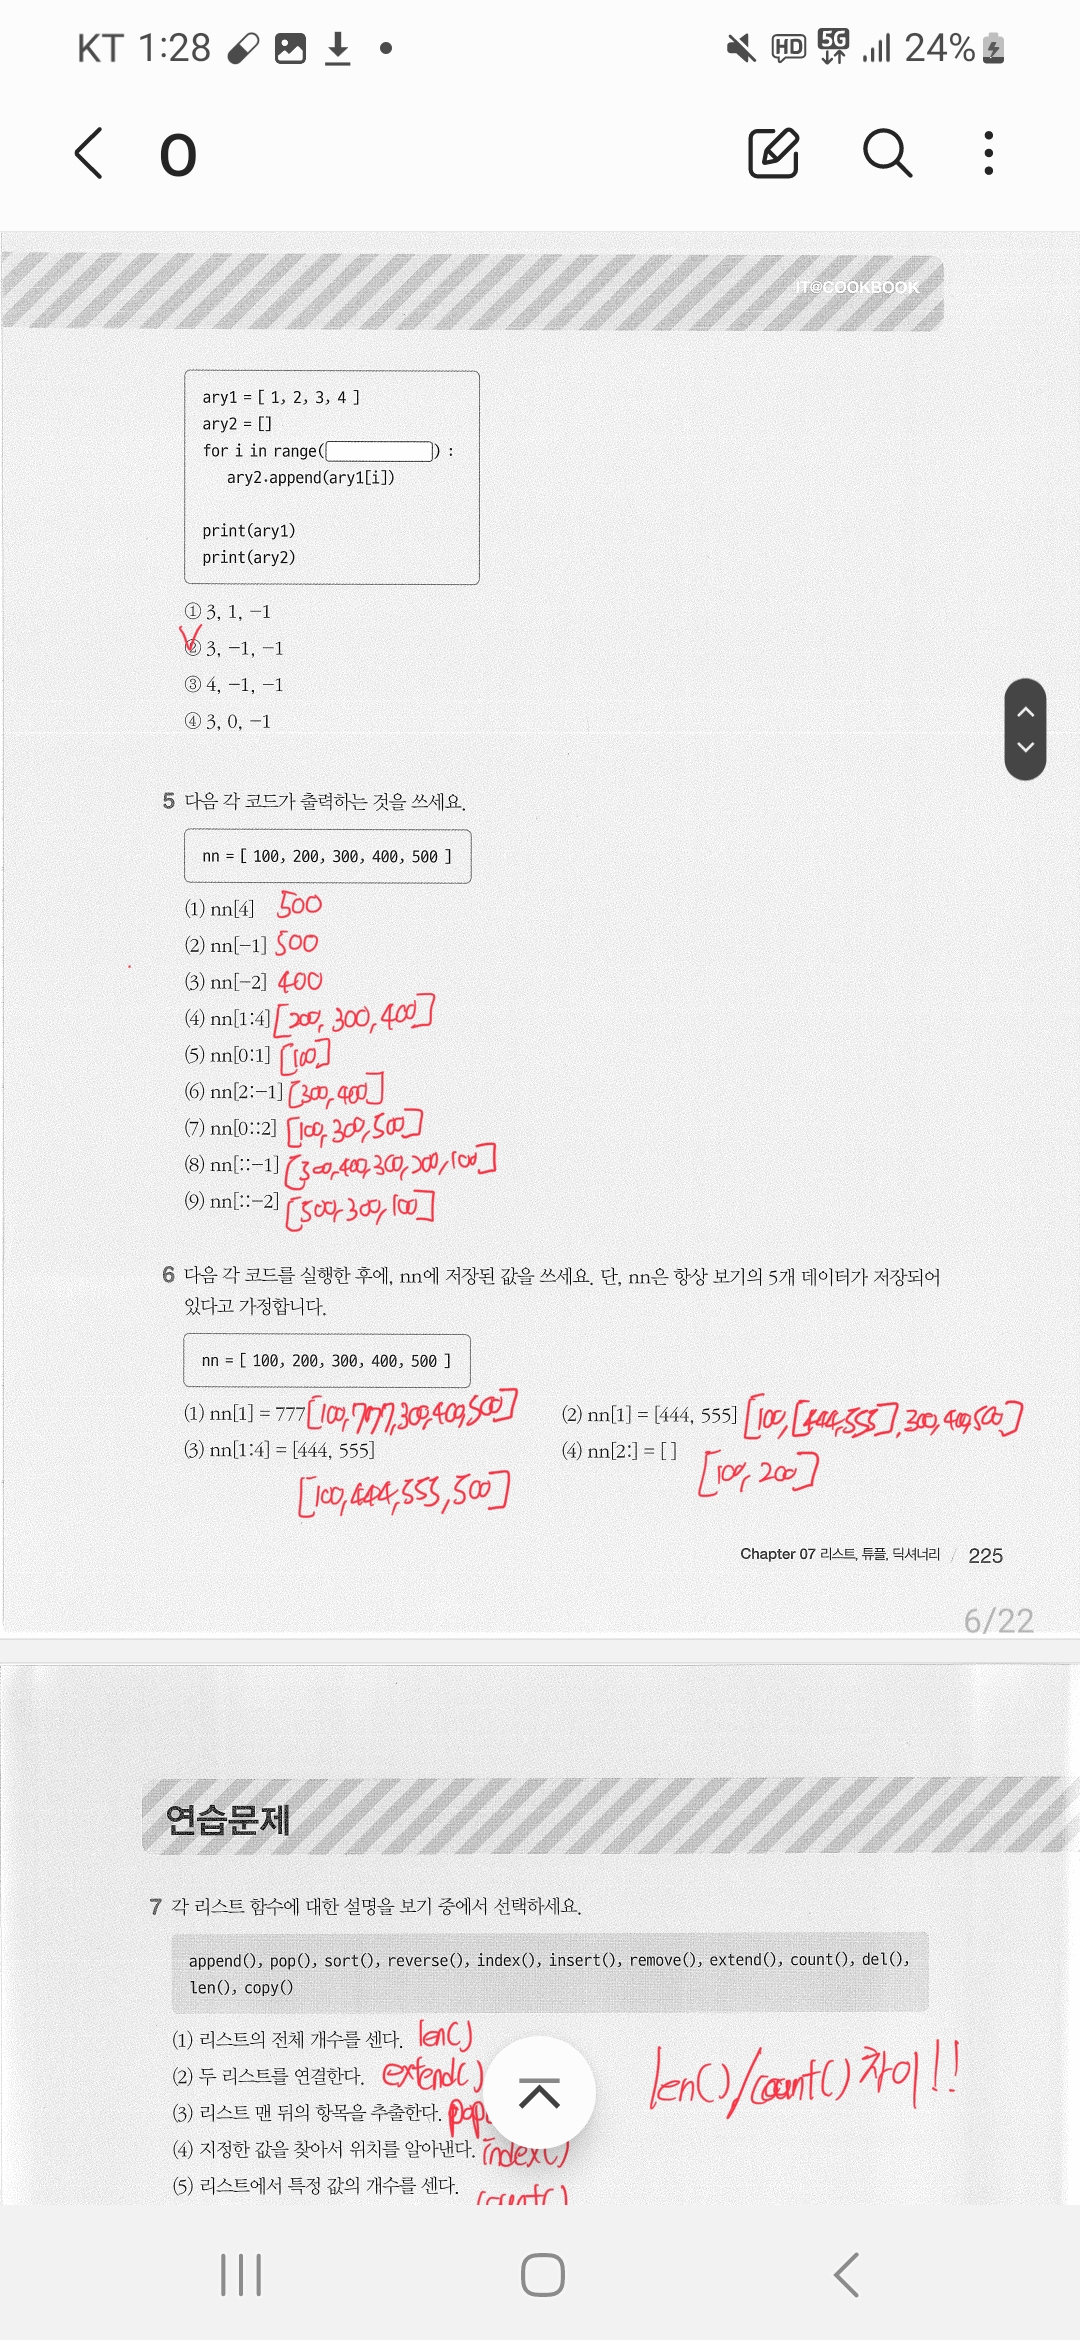 KT 1:28 HD 5G 24%
O
IT@COOKBOOK
ary1 = [ 1, 2, 3, 4 ]
ary2 = []
for i in range( ) :
ary2.append(ary1[i])
print(ary1)
print(ary2)
① 3, 1, −1
② 3, −1, −1
③ 4, −1, −1
④ 3, 0, −1
5 다음 각 코드가 출력하는 것을 쓰세요.
nn = [ 100, 200, 300, 400, 500 ]
(1) nn[4] 500
(2) nn[−1] 500
(3) nn[−2] 400
(4) nn[1:4] [200, 300, 400]
(5) nn[0:1] [100]
(6) nn[2:−1] [300, 400]
(7) nn[0::2] [100, 300, 500]
(8) nn[::−1] [500, 400, 300, 200, 100]
(9) nn[::−2] [500, 300, 100]
6 다음 각 코드를 실행한 후에, nn에 저장된 값을 쓰세요. 단, nn은 항상 보기의 5개 데이터가 저장되어
있다고 가정합니다.
nn = [ 100, 200, 300, 400, 500 ]
(1) nn[1] = 777 [100, 777, 300, 400, 500] (2) nn[1] = [444, 555] [100, [444, 555], 300, 400, 500]
(3) nn[1:4] = [444, 555] (4) nn[2:] = [ ] [100, 200]
[100, 444, 555, 500]
Chapter 07 리스트, 튜플, 딕셔너리 / 225
6/22
연습문제
7 각 리스트 함수에 대한 설명을 보기 중에서 선택하세요.
append(), pop(), sort(), reverse(), index(), insert(), remove(), extend(), count(), del(),
len(), copy()
(1) 리스트의 전체 개수를 센다. len()
(2) 두 리스트를 연결한다. extend() len()/count() 차이!!
(3) 리스트 맨 뒤의 항목을 추출한다. pop
(4) 지정한 값을 찾아서 위치를 알아낸다. index()
(5) 리스트에서 특정 값의 개수를 센다. count()